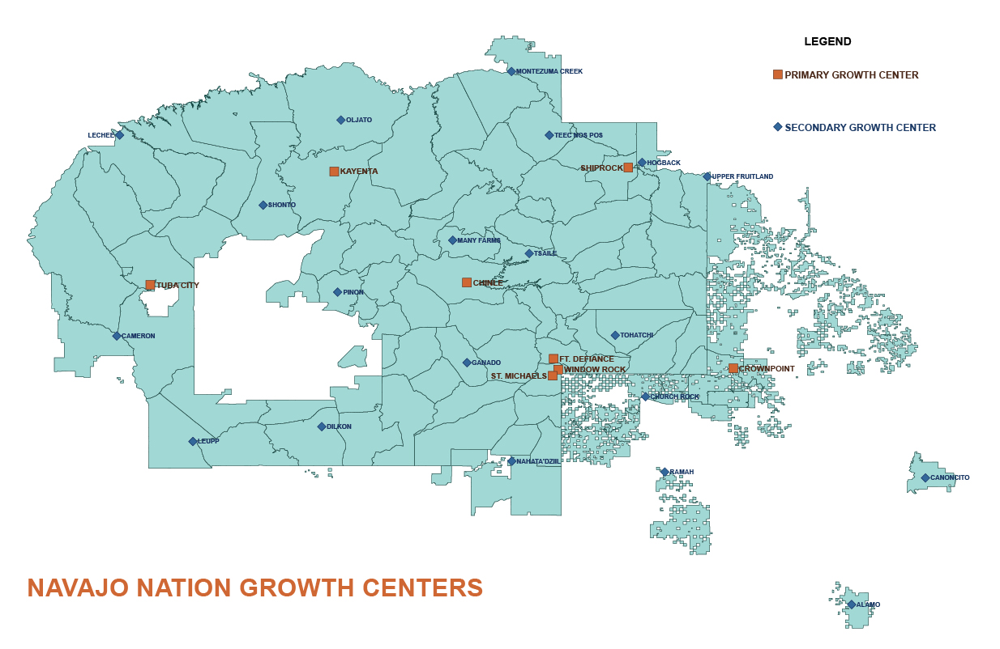 LEGEND
MONTEZUMA CREEK
PRIMARY GROWTH CENTER
OLJATO
SECONDARY GROWTH CENTER
LECHEE
TEEC NOS POS
HOGBACK
SHIPROCK
KAYENTA
UPPER FRUITLAND
SHONTO
MANY FARMS
TSAILE
CHINLE
TUBA CITY
PINON
CAMERON
TOHATCHI
FT. DEFIANCE
GANADO
WINDOW ROCK
CROWNPOINT
ST. MICHAELS
CHURCH ROCK
DILKON
LEUPP
NAHATA'DZIIL
RAMAH
CANONCITO
NAVAJO NATION GROWTH CENTERS
ALAMO